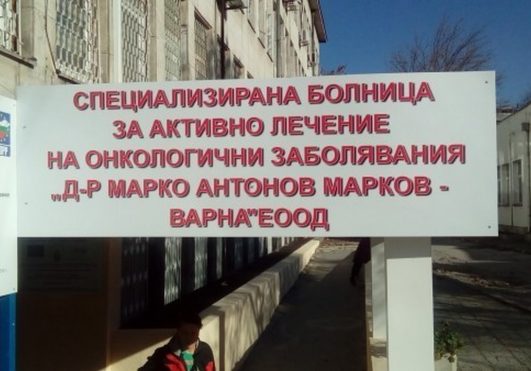 СПЕЦИАЛИЗИРАНА БОЛНИЦА
ЗА АКТИВНО ЛЕЧЕНИЕ
НА ОНКОЛОГИЧНИ ЗАБОЛЯВАНИЯ
„Д-Р МАРКО АНТОНОВ МАРКОВ -
ВАРНА"ЕООД